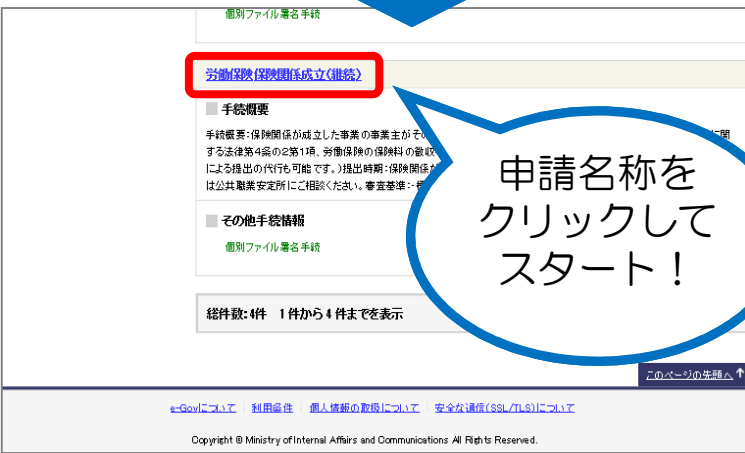 個別ファイル署名手続
労働保険保険関係成立(継続)
手続概要
手続概要:保険関係が成立した事業の事業主がその
に関
する法律第4条の2第1項、労働保険の保険料の徴収
による提出の代行も可能です。)提出時期:保険関係が
は公共職業安定所にご相談ください。審査基準:-標
その他手続情報
個別ファイル署名手続
申請名称を
クリックして
スタート!
総件数:4件 1件から4件までを表示
このページの先頭へ↑
e-Govについて 利用条件 個人情報の取扱について 安全な通信(SSL/TLS)について
Copyright © Ministry of Internal Affairs and Communications All Rights Reserved.